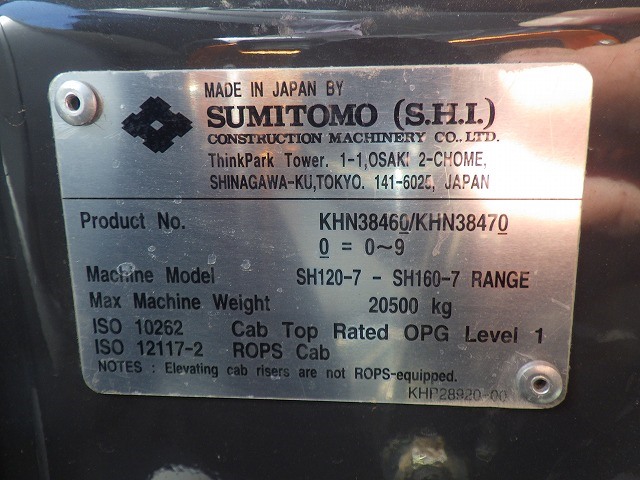 MADE IN JAPAN BY
SUMITOMO (S.H.I.)
CONSTRUCTION MACHINERY CO., LTD.
ThinkPark Tower. 1-1,OSAKI 2-CHOME,
SHINAGAWA-KU,TOKYO. 141-6025, JAPAN
Product No. KHN38460/KHN38470
0 = 0～9
Machine Model SH120-7 - SH160-7 RANGE
Max Machine Weight 20500 kg
ISO 10262 Cab Top Rated OPG Level 1
ISO 12117-2 ROPS Cab
NOTES : Elevating cab risers are not ROPS-equipped.
KHP28920-00